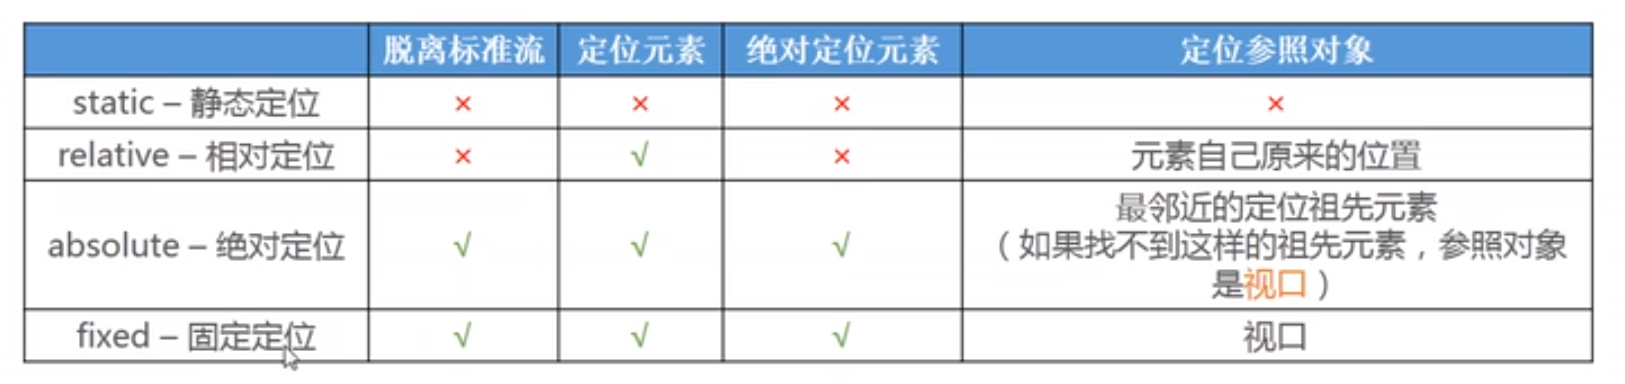 脱离标准流 定位元素 绝对定位元素 定位参照对象
static – 静态定位 × × × ×
relative – 相对定位 × √ × 元素自己原来的位置
absolute – 绝对定位 √ √ √ 最邻近的定位祖先元素
（如果找不到这样的祖先元素，参照对象
是视口）
fixed – 固定定位 √ √ √ 视口